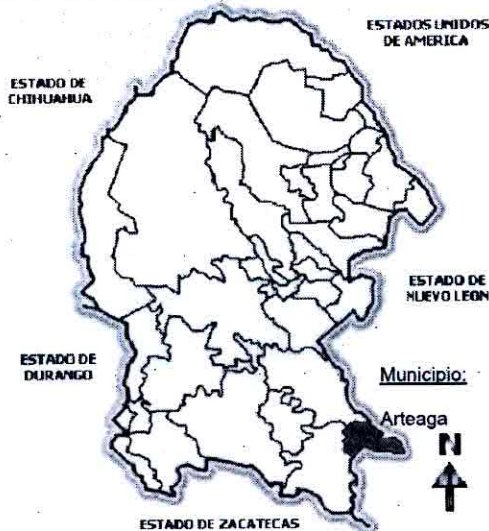 ESTADOS UNIDOS
DE AMERICA
ESTADO DE
CHIHUAHUA
ESTADO DE
NUEVO LEON
ESTADO DE
DURANGO
Municipio:
Arteaga
N
ESTADO DE ZACATECAS